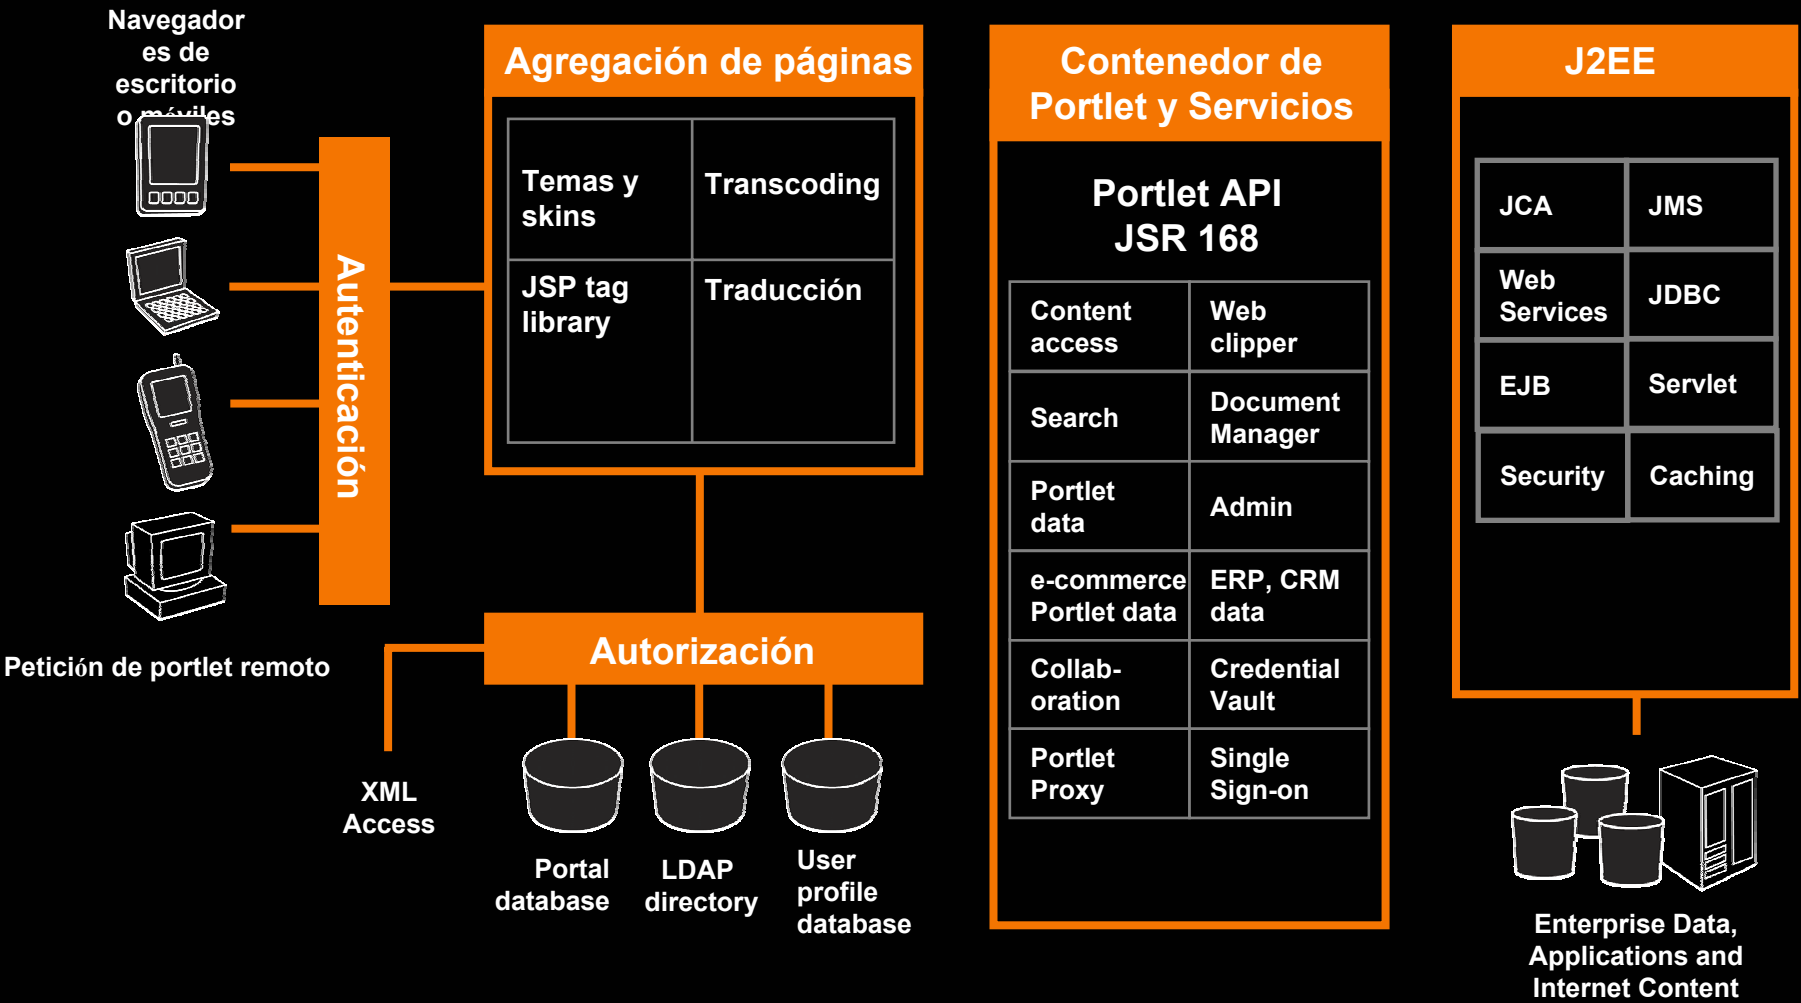 Navegador
es de
escritorio
o móviles
Autenticación
Petición de portlet remoto
Agregación de páginas
Temas y
skins
Transcoding
JSP tag
library
Traducción
Autorización
XML
Access
Portal
database
LDAP
directory
User
profile
database
Contenedor de
Portlet y Servicios
Portlet API
JSR 168
Content
access
Web
clipper
Search
Document
Manager
Portlet
data
Admin
e-commerce
Portlet data
ERP, CRM
data
Collab-
oration
Credential
Vault
Portlet
Proxy
Single
Sign-on
J2EE
JCA
JMS
Web
Services
JDBC
EJB
Servlet
Security
Caching
Enterprise Data,
Applications and
Internet Content